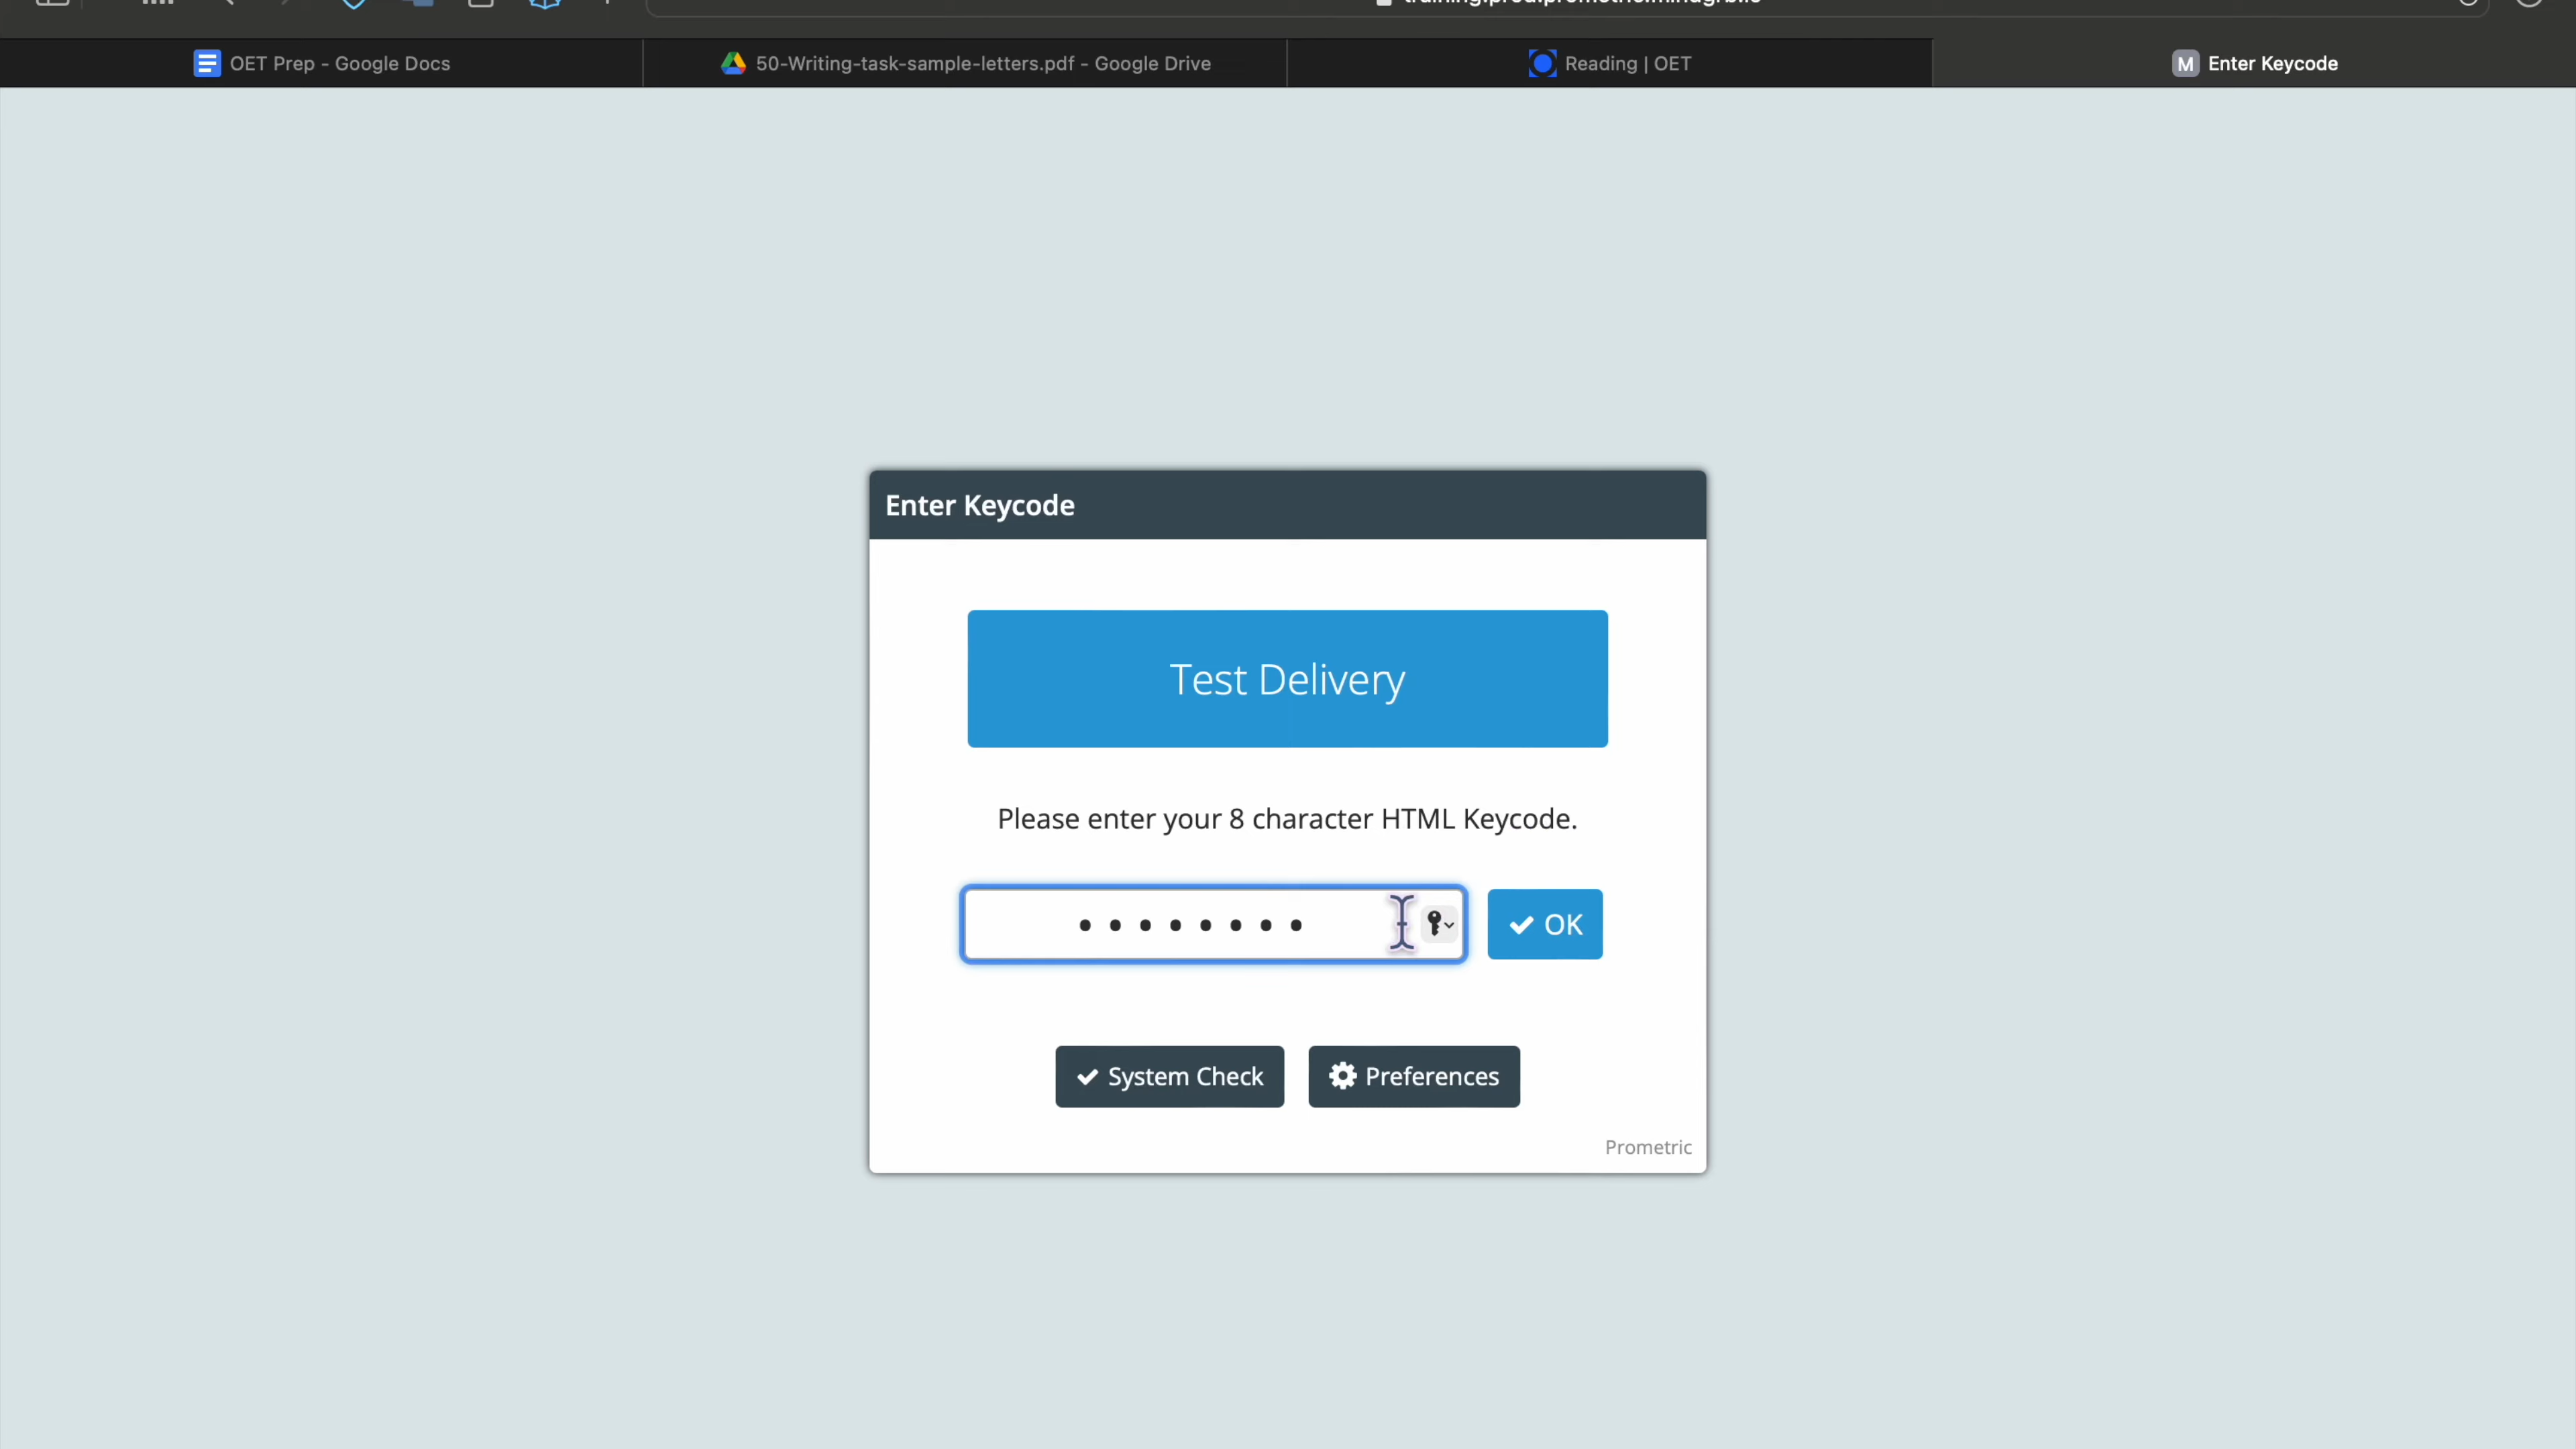 OET Prep - Google Docs
50-Writing-task-sample-letters.pdf - Google Drive
Reading | OET
M Enter Keycode
Enter Keycode
Test Delivery
Please enter your 8 character HTML Keycode.
OK
System Check
Preferences
Prometric